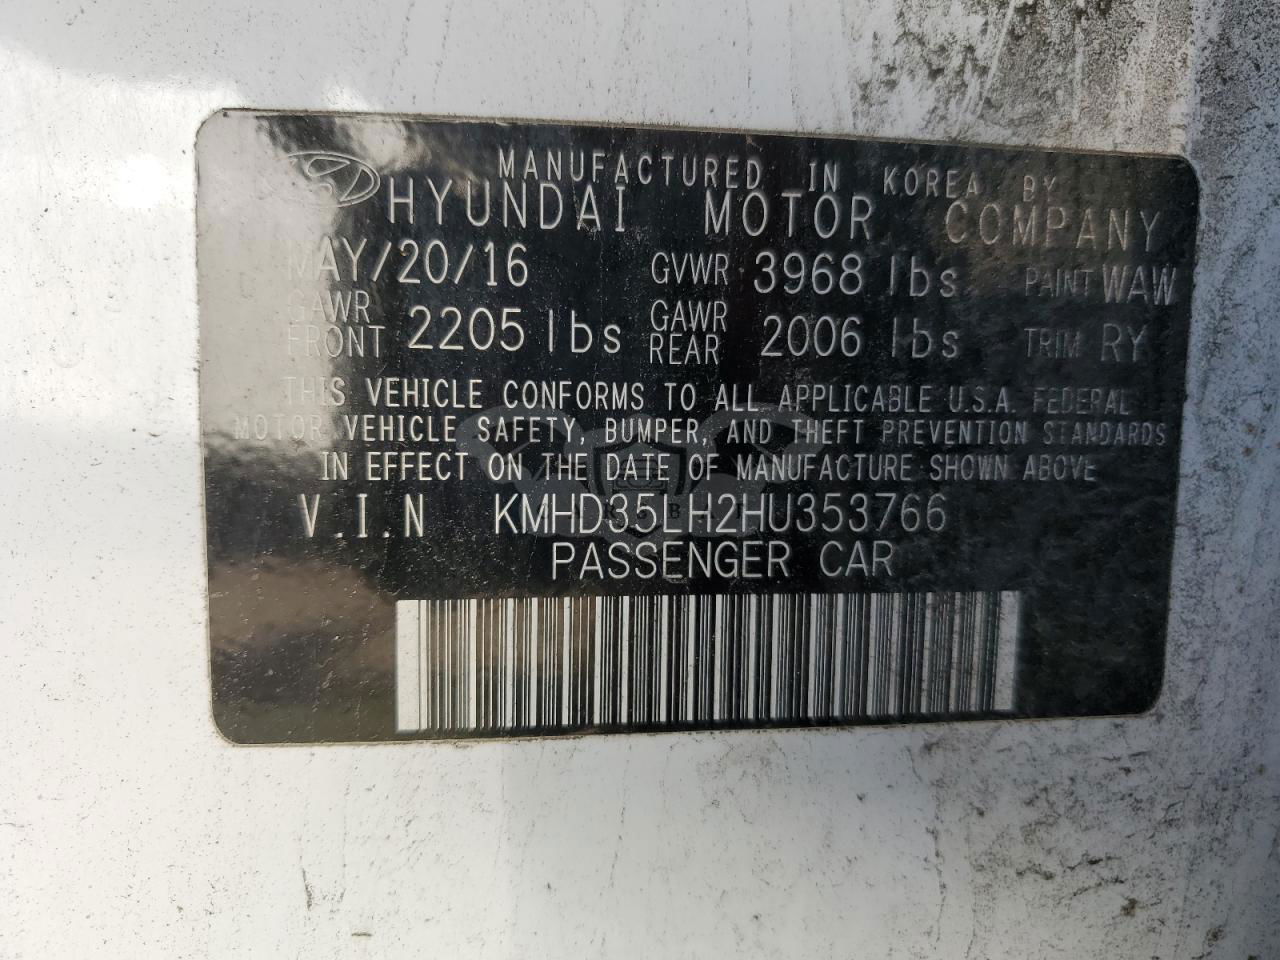 MANUFACTURED IN KOREA BY
HYUNDAI MOTOR COMPANY
MAY/20/16 GVWR 3968 lbs PAINT WAW
GAWR FRONT 2205 lbs GAWR REAR 2006 lbs TRIM RY
THIS VEHICLE CONFORMS TO ALL APPLICABLE U.S.A. FEDERAL
MOTOR VEHICLE SAFETY, BUMPER, AND THEFT PREVENTION STANDARDS
IN EFFECT ON THE DATE OF MANUFACTURE SHOWN ABOVE
V.I.N KMHD35LH2HU353766
PASSENGER CAR